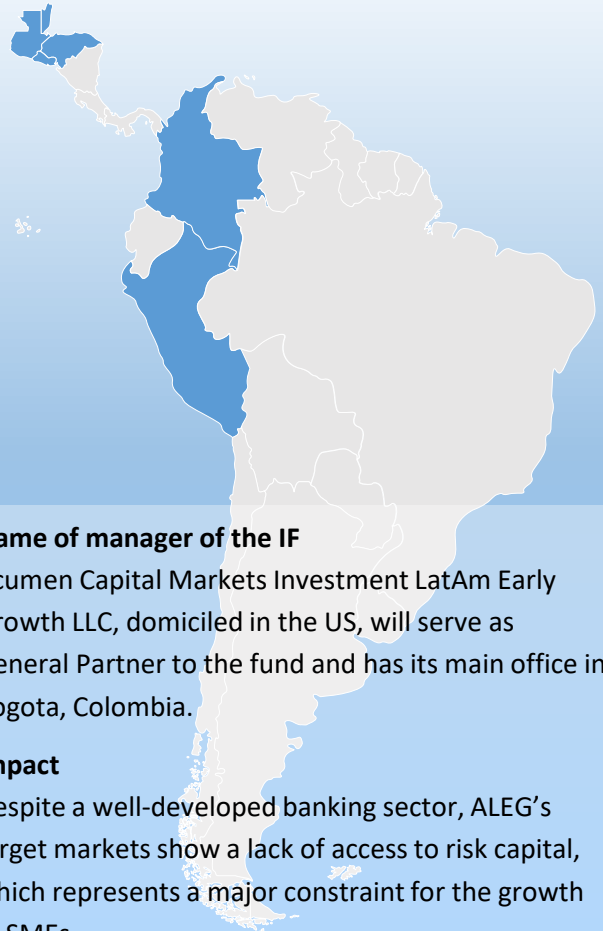 ame of manager of the IF
cumen Capital Markets Investment LatAm Early
rowth LLC, domiciled in the US, will serve as
eneral Partner to the fund and has its main office in
ogota, Colombia.
mpact
espite a well-developed banking sector, ALEG’s
rget markets show a lack of access to risk capital,
hich represents a major constraint for the growth
SMEs